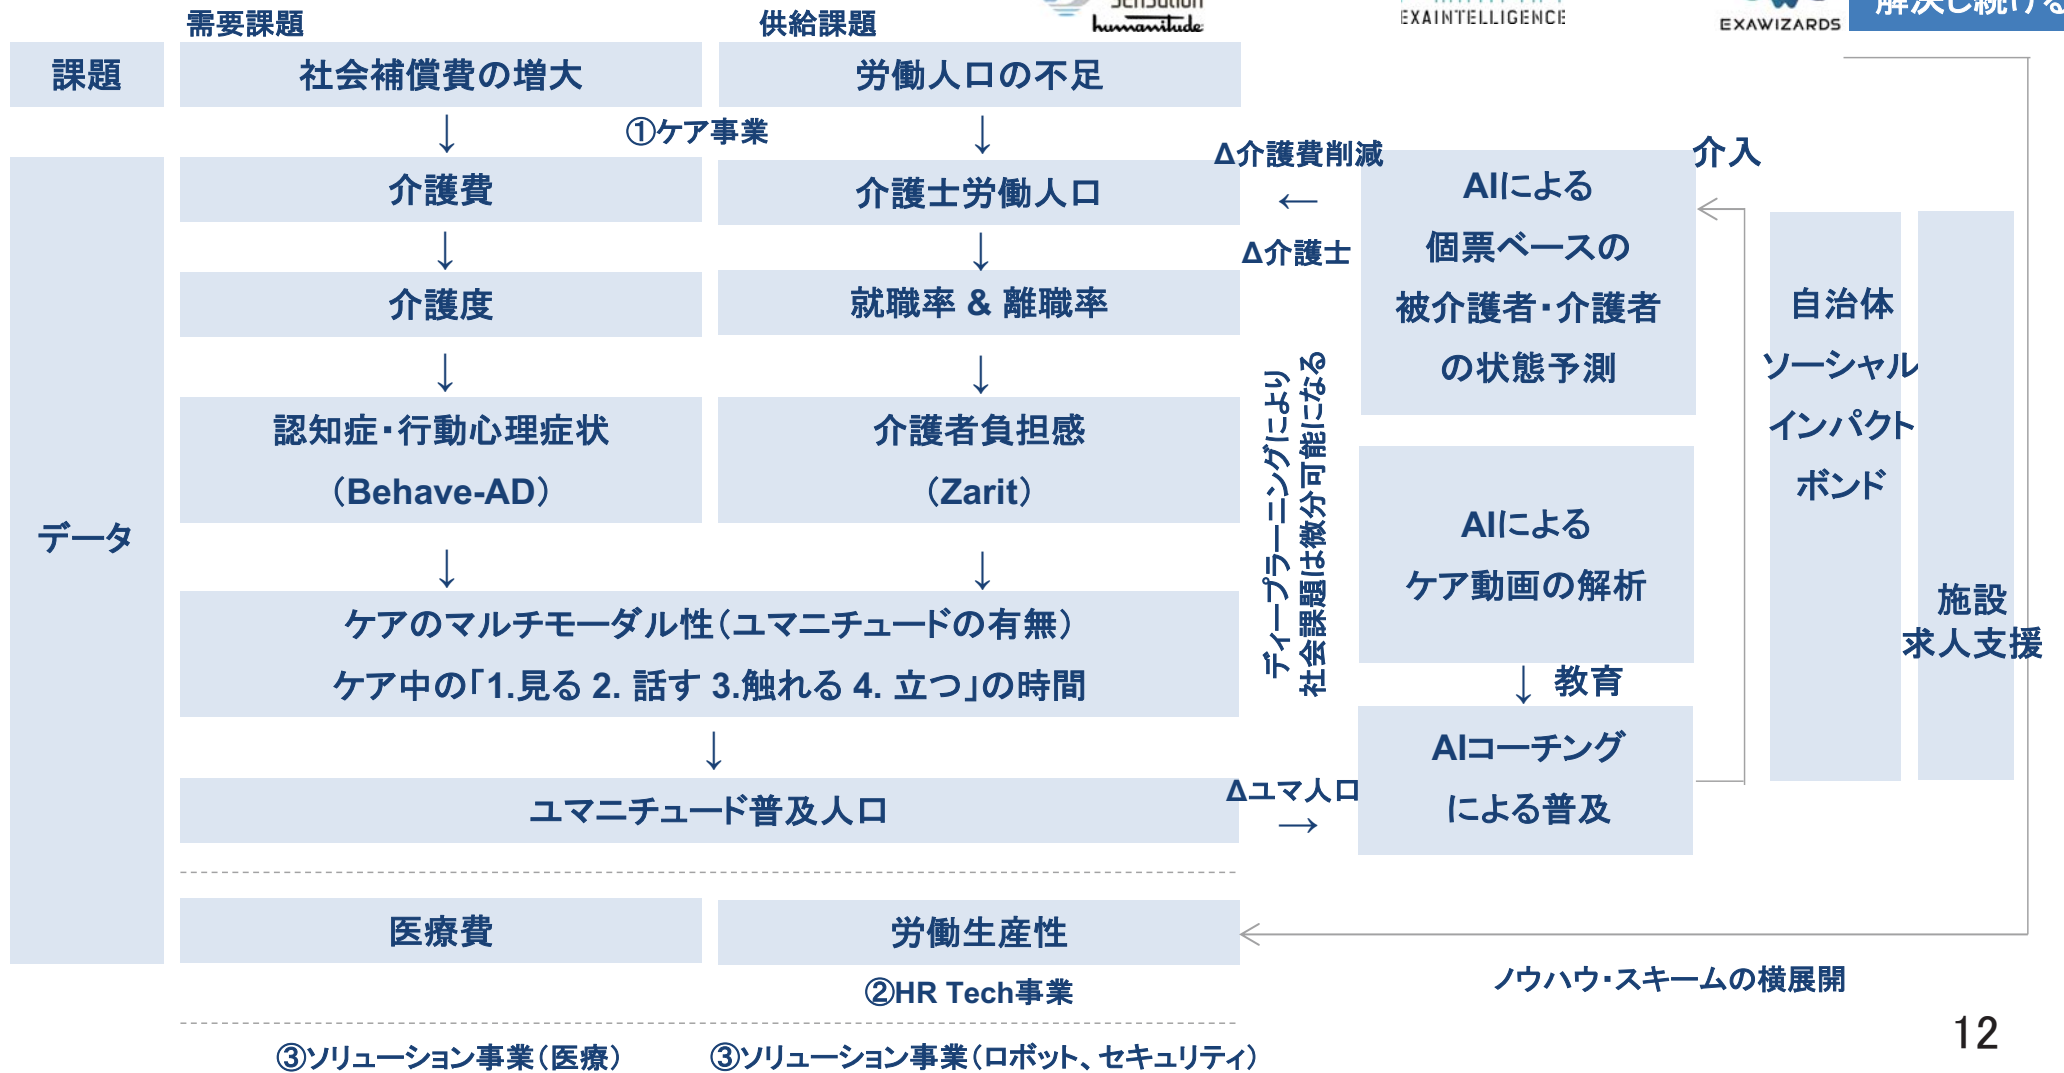 需要課題
供給課題
humanitude
EXAINTELLIGENCE
EXAWIZARDS
解決し続ける
課題
社会補償費の増大
労働人口の不足
↓
①ケア事業
↓
データ
介護費
介護士労働人口
↓
↓
介護度
就職率 & 離職率
↓
↓
認知症・行動心理症状
（Behave-AD）
介護者負担感
（Zarit）
↓
↓
ケアのマルチモーダル性（ユマニチュードの有無）
ケア中の「1.見る 2. 話す 3.触れる 4. 立つ」の時間
↓
ユマニチュード普及人口
Δ介護費削減
←
Δ介護士
ディープラーニングにより
社会課題は微分可能になる
Δユマ人口
→
介入
AIによる
個票ベースの
被介護者・介護者
の状態予測
AIによる
ケア動画の解析
↓ 教育
AIコーチング
による普及
自治体
ソーシャル
インパクト
ボンド
施設
求人支援
医療費
労働生産性
②HR Tech事業
ノウハウ・スキームの横展開
③ソリューション事業（医療）
③ソリューション事業（ロボット、セキュリティ）
12